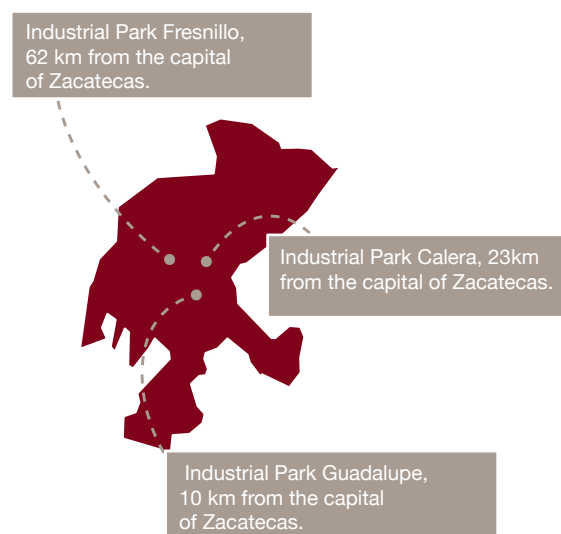 Industrial Park Fresnillo,
62 km from the capital
of Zacatecas.
Industrial Park Calera, 23km
from the capital of Zacatecas.
Industrial Park Guadalupe,
10 km from the capital
of Zacatecas.